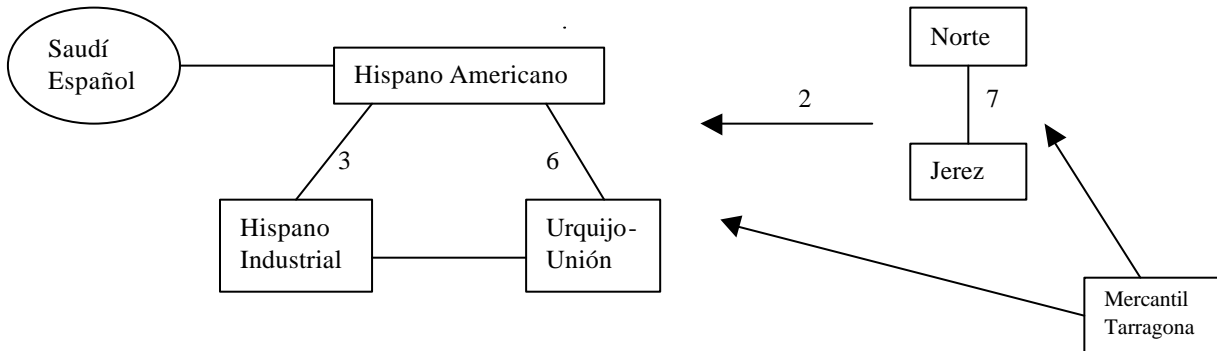 Saudí
Español
Hispano Americano
Norte
2
7
3
6
Jerez
Hispano
Industrial
Urquijo-
Unión
Mercantil
Tarragona